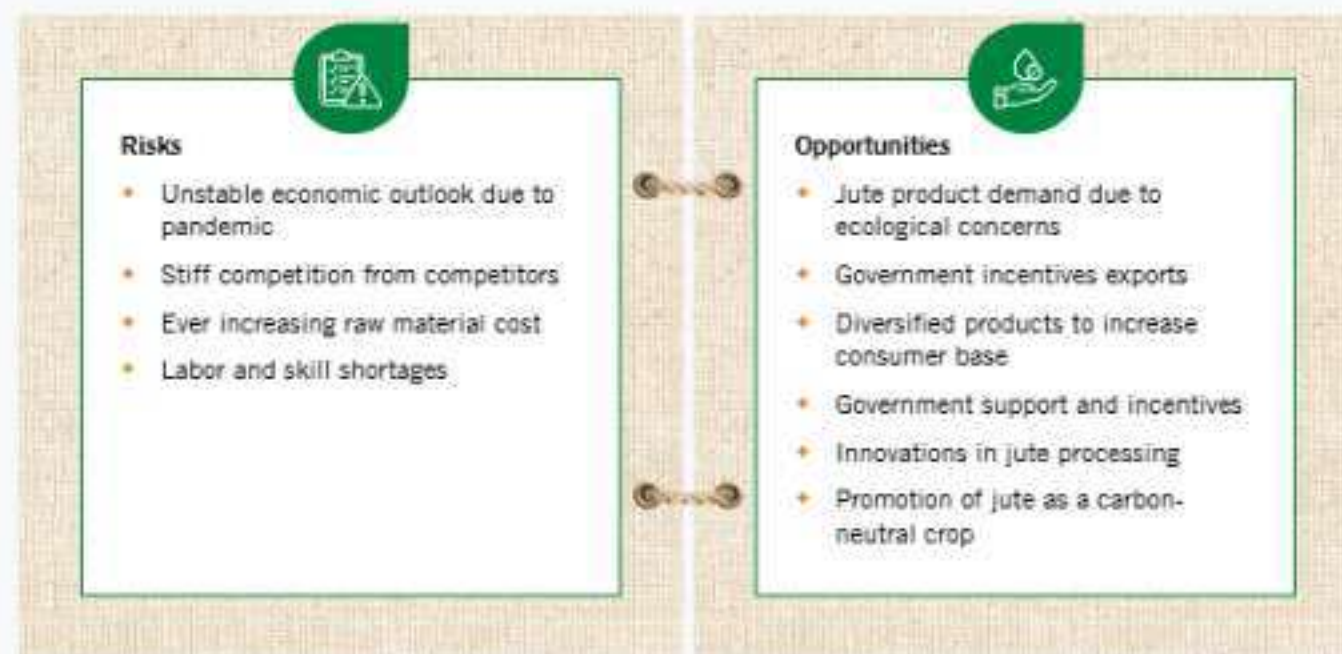 Risks
Unstable economic outlook due to
pandemic
Stiff competition from competitors
Ever increasing raw material cost
Labor and skill shortages
Opportunities
Jute product demand due to
ecological concerns
Government incentives exports
Diversified products to increase
consumer base
Government support and incentives
Innovations in jute processing
Promotion of jute as a carbon-
neutral crop